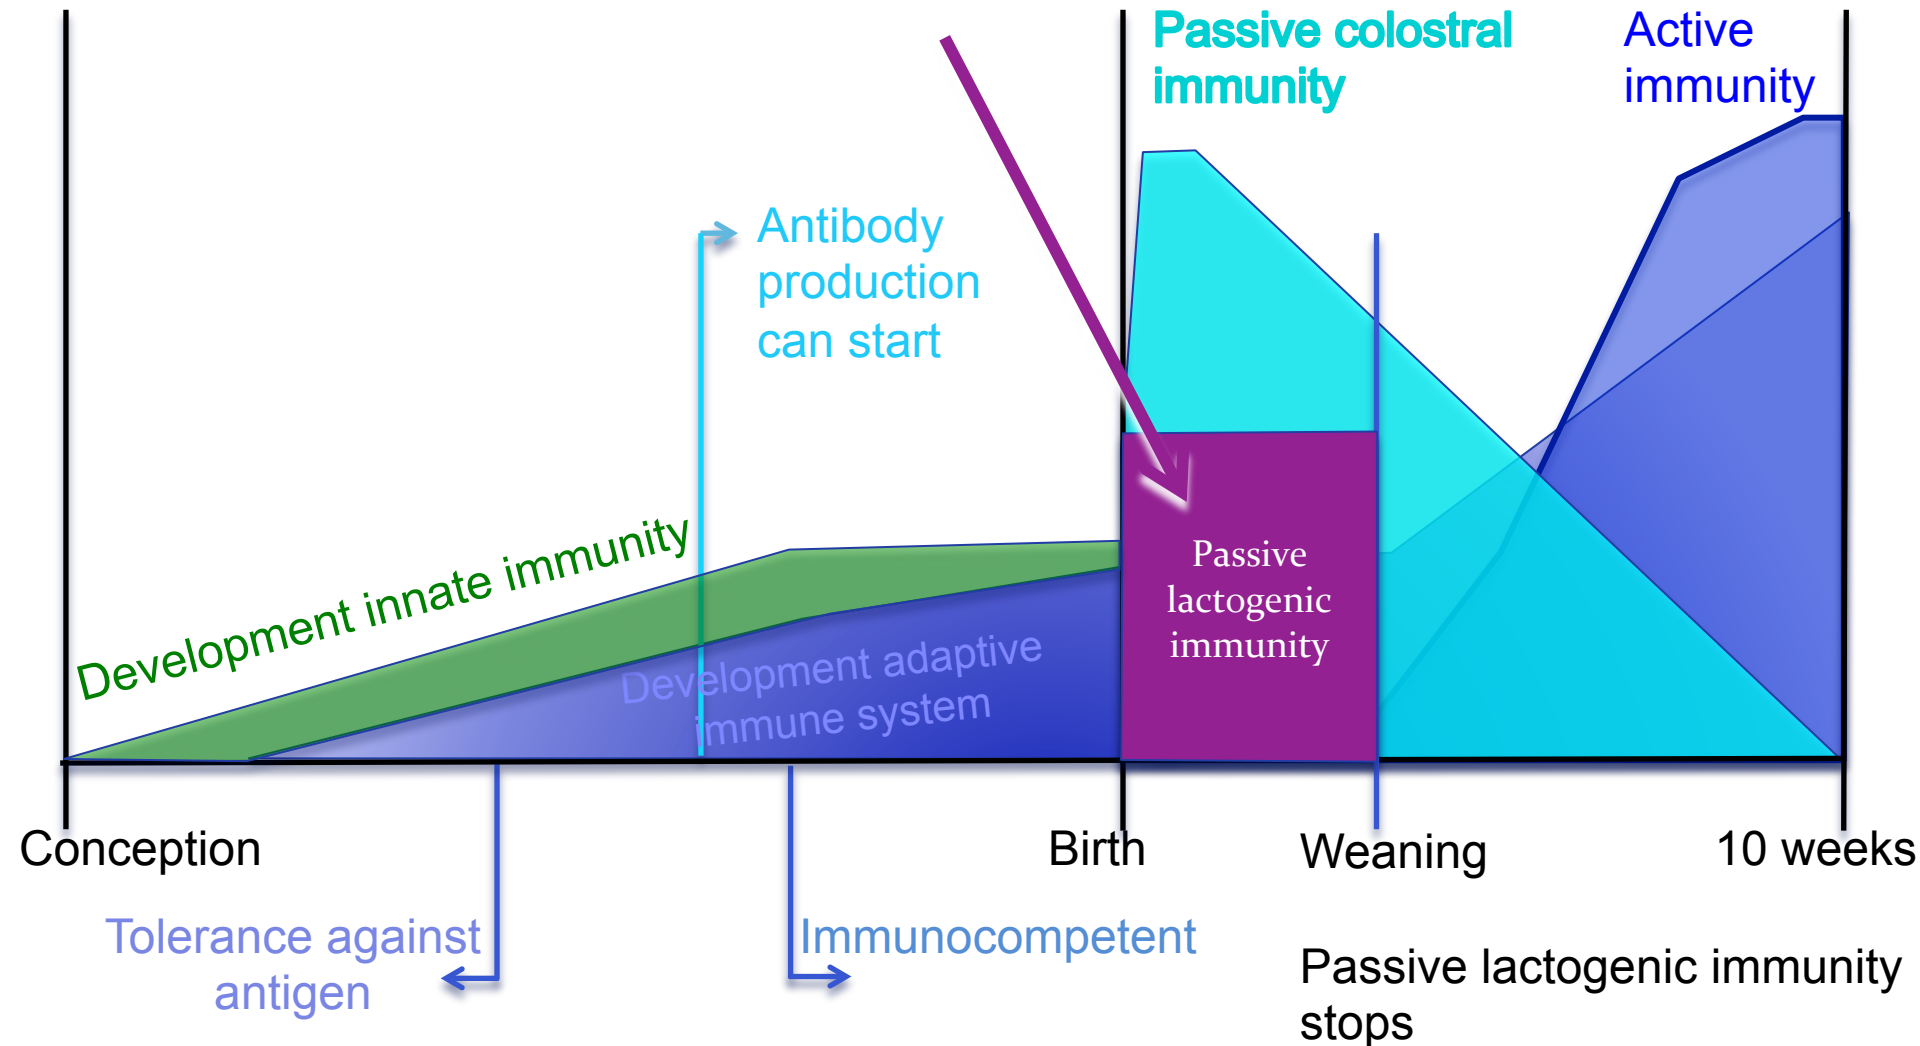 Passive colostral
immunity
Active
immunity
Antibody
production
can start
Development innate immunity
Development adaptive
immune system
Passive
lactogenic
immunity
Conception
Birth
Weaning
10 weeks
Tolerance against
antigen
Immunocompetent
Passive lactogenic immunity
stops